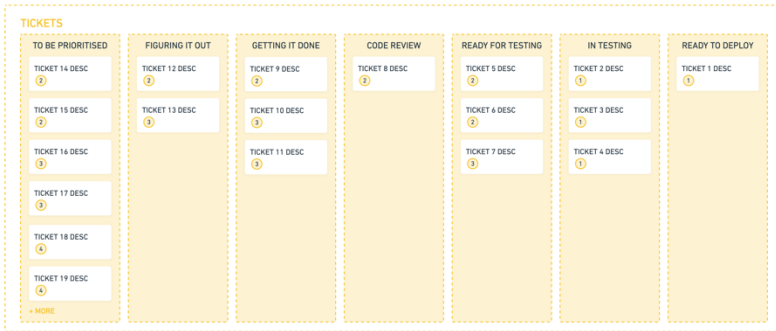 TICKETS
TO BE PRIORITISED
TICKET 14 DESC
2
TICKET 15 DESC
2
TICKET 16 DESC
3
TICKET 17 DESC
3
TICKET 18 DESC
4
TICKET 19 DESC
4
+ MORE
FIGURING IT OUT
TICKET 12 DESC
2
TICKET 13 DESC
3
GETTING IT DONE
TICKET 9 DESC
2
TICKET 10 DESC
3
TICKET 11 DESC
3
CODE REVIEW
TICKET 8 DESC
2
READY FOR TESTING
TICKET 5 DESC
2
TICKET 6 DESC
2
TICKET 7 DESC
3
IN TESTING
TICKET 2 DESC
1
TICKET 3 DESC
1
TICKET 4 DESC
1
READY TO DEPLOY
TICKET 1 DESC
1